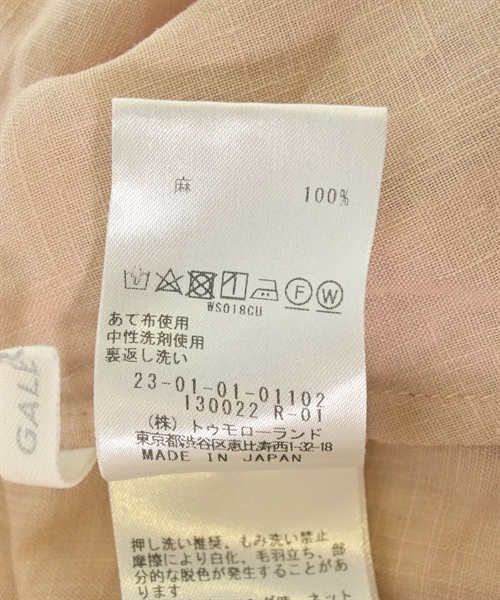 麻 100%
F W
WS018CU
あて布使用
中性洗剤使用
裏返し洗い
23-01-01-01102
130022 R-01
(株) トゥモローランド
東京都渋谷区恵比寿西1-32-18
MADE IN JAPAN
GALE
押し洗い推奨、もみ洗い禁止
摩擦により白化、毛羽立ち、部
分的な脱色が発生することがあ